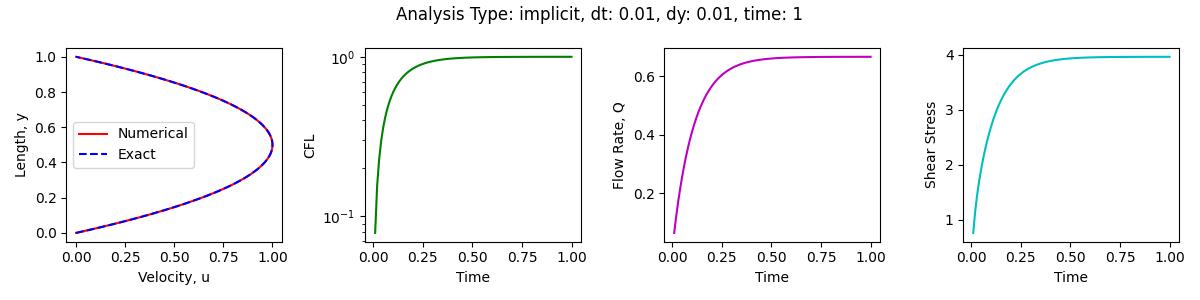 Analysis Type: implicit, dt: 0.01, dy: 0.01, time: 1
Length, y
1.0
0.8
0.6
0.4
0.2
0.0
Numerical
Exact
0.00 0.25 0.50 0.75 1.00
Velocity, u
CFL
10⁰
10⁻¹
0.00 0.25 0.50 0.75 1.00
Time
Flow Rate, Q
0.6
0.4
0.2
0.00 0.25 0.50 0.75 1.00
Time
Shear Stress
4
3
2
1
0.00 0.25 0.50 0.75 1.00
Time